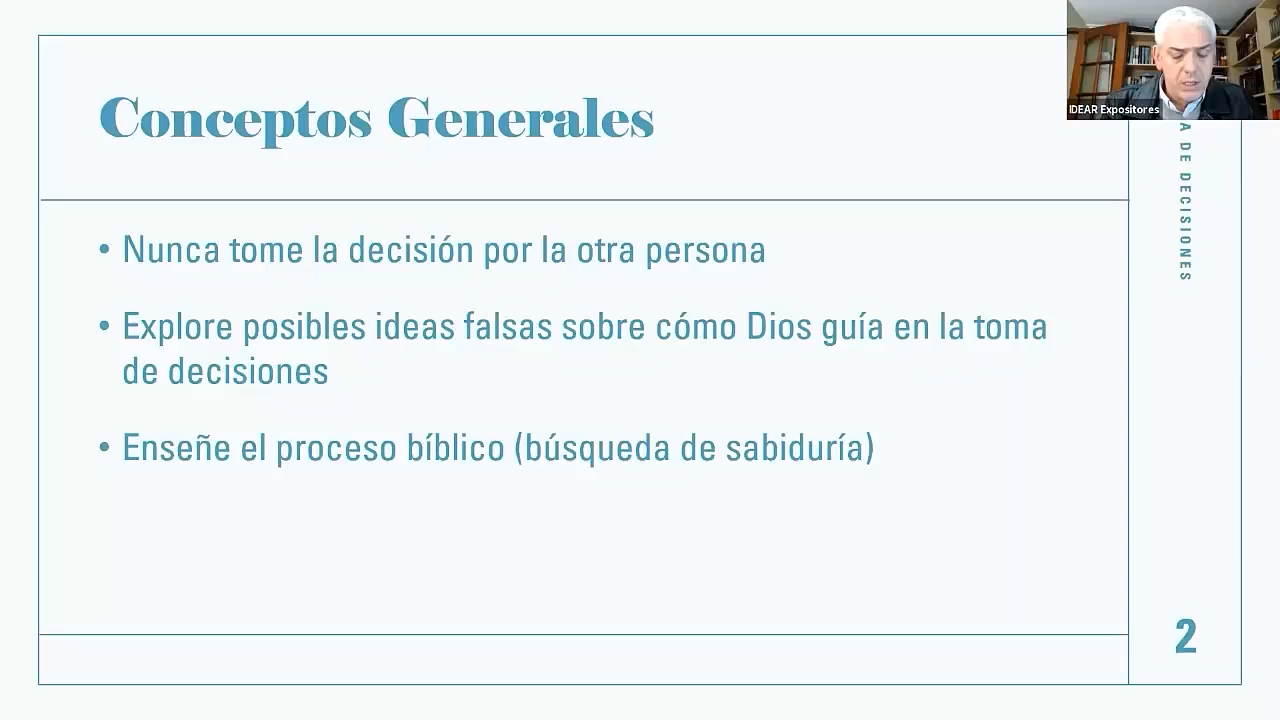 Conceptos Generales
• Nunca tome la decisión por la otra persona
• Explore posibles ideas falsas sobre cómo Dios guía en la toma
de decisiones
• Enseñe el proceso bíblico (búsqueda de sabiduría)
IDEAR Expositores
A DE DECISIONES
2